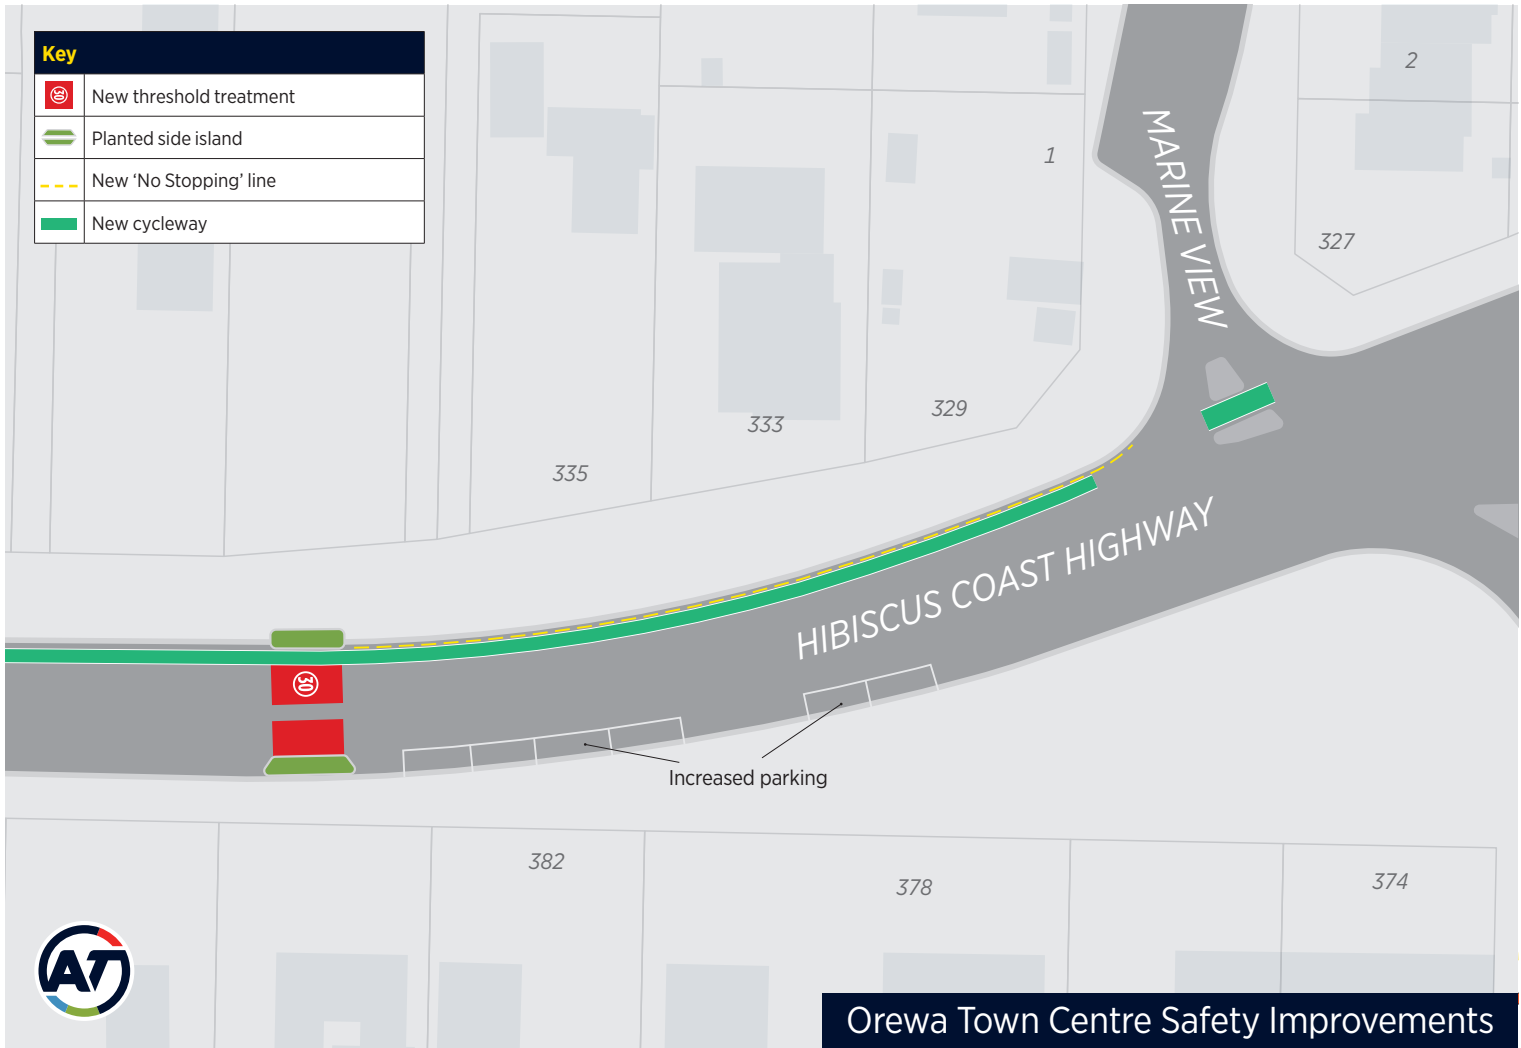 Key
30
New threshold treatment
Planted side island
New ‘No Stopping’ line
New cycleway
2
1
MARINE VIEW
327
329
333
335
HIBISCUS COAST HIGHWAY
30
Increased parking
382
378
374
AT
Orewa Town Centre Safety Improvements